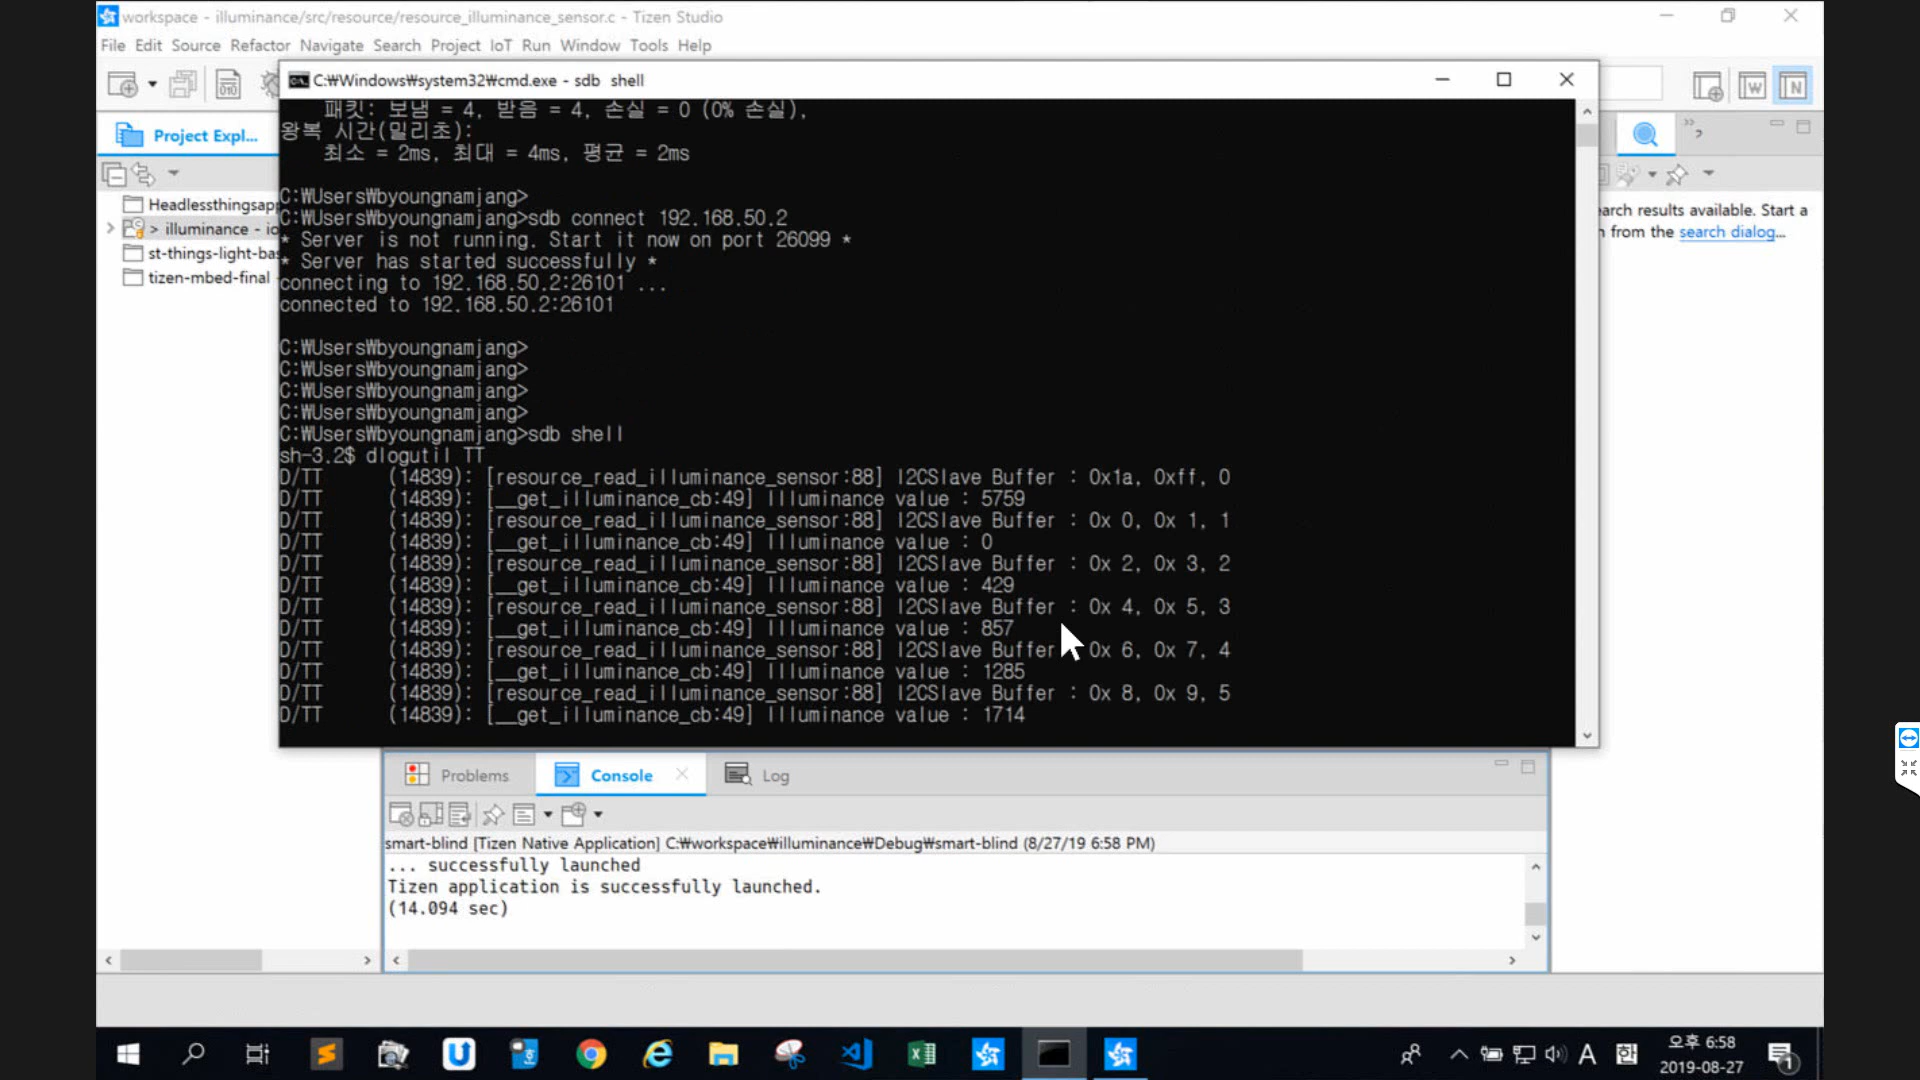 workspace - illuminance/src/resource/resource_illuminance_sensor.c - Tizen Studio
File Edit Source Refactor Navigate Search Project IoT Run Window Tools Help
C:₩Windows₩system32₩cmd.exe - sdb shell
패킷: 보냄 = 4, 받음 = 4, 손실 = 0 (0% 손실),
왕복 시간(밀리초):
최소 = 2ms, 최대 = 4ms, 평균 = 2ms
C:₩Users₩byoungnamjang>
C:₩Users₩byoungnamjang>sdb connect 192.168.50.2
* Server is not running. Start it now on port 26099 *
* Server has started successfully *
connecting to 192.168.50.2:26101 ...
connected to 192.168.50.2:26101
C:₩Users₩byoungnamjang>
C:₩Users₩byoungnamjang>
C:₩Users₩byoungnamjang>
C:₩Users₩byoungnamjang>
C:₩Users₩byoungnamjang>sdb shell
sh-3.2$ dlogutil TT
D/TT (14839): [resource_read_illuminance_sensor:88] I2CSlave Buffer : 0x1a, 0xff, 0
D/TT (14839): [__get_illuminance_cb:49] Illuminance value : 5759
D/TT (14839): [resource_read_illuminance_sensor:88] I2CSlave Buffer : 0x 0, 0x 1, 1
D/TT (14839): [__get_illuminance_cb:49] Illuminance value : 0
D/TT (14839): [resource_read_illuminance_sensor:88] I2CSlave Buffer : 0x 2, 0x 3, 2
D/TT (14839): [__get_illuminance_cb:49] Illuminance value : 429
D/TT (14839): [resource_read_illuminance_sensor:88] I2CSlave Buffer : 0x 4, 0x 5, 3
D/TT (14839): [__get_illuminance_cb:49] Illuminance value : 857
D/TT (14839): [resource_read_illuminance_sensor:88] I2CSlave Buffer : 0x 6, 0x 7, 4
D/TT (14839): [__get_illuminance_cb:49] Illuminance value : 1285
D/TT (14839): [resource_read_illuminance_sensor:88] I2CSlave Buffer : 0x 8, 0x 9, 5
D/TT (14839): [__get_illuminance_cb:49] Illuminance value : 1714
Project Expl...
Headlessthingsapp
> illuminance - io
st-things-light-bas
tizen-mbed-final -
earch results available. Start a
from the search dialog...
Problems Console Log
smart-blind [Tizen Native Application] C:₩workspace₩illuminance₩Debug₩smart-blind (8/27/19 6:58 PM)
... successfully launched
Tizen application is successfully launched.
(14.094 sec)
A 한
오후 6:58
2019-08-27
1